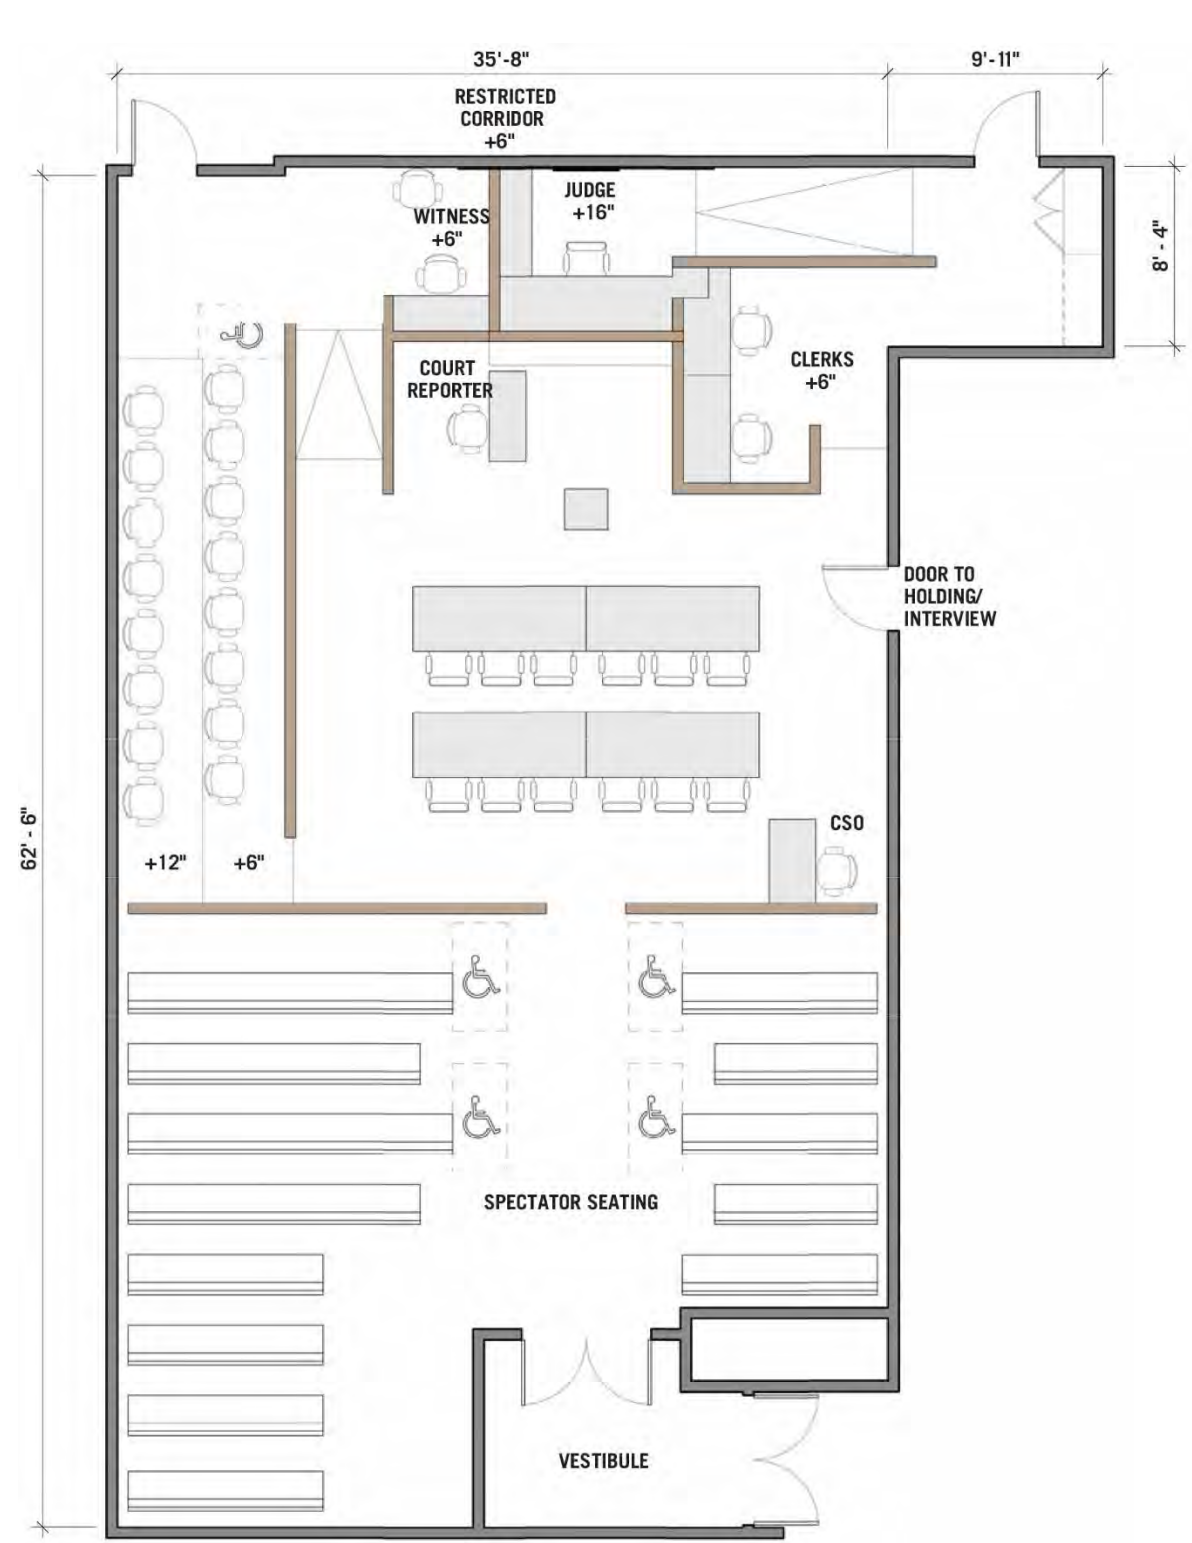 35'-8"
9'-11"
RESTRICTED
CORRIDOR
+6"
JUDGE
+16"
WITNESS
+6"
8' - 4"
COURT
REPORTER
CLERKS
+6"
DOOR TO
HOLDING/
INTERVIEW
62' - 6"
CSO
+12"
+6"
SPECTATOR SEATING
VESTIBULE